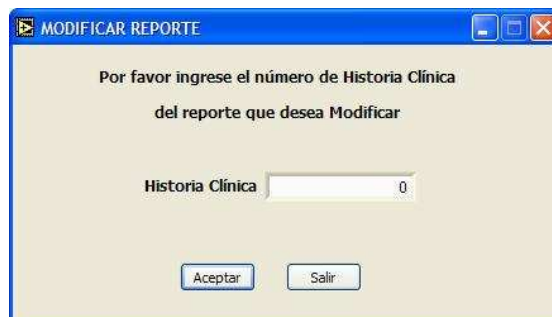 MODIFICAR REPORTE
Por favor ingrese el número de Historia Clínica
del reporte que desea Modificar
Historia Clínica 0
Aceptar Salir